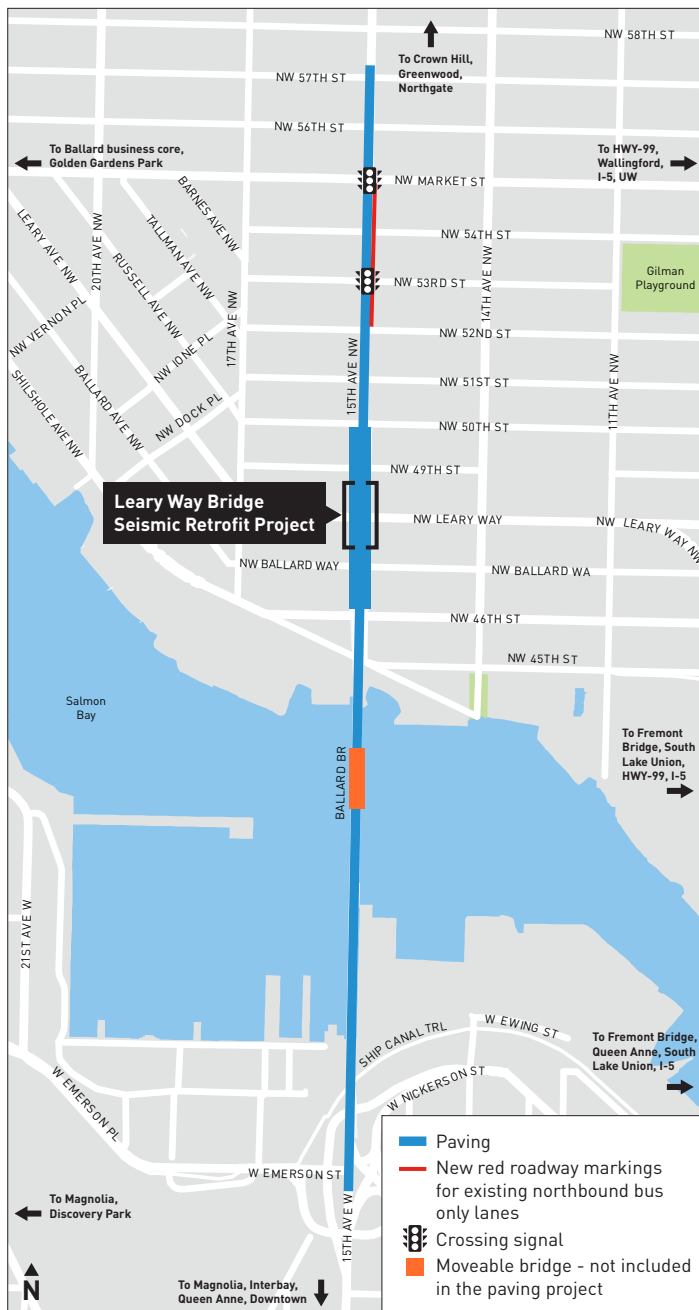 NW 58TH ST
To Crown Hill,
Greenwood,
Northgate
NW 57TH ST
NW 56TH ST
To Ballard business core,
Golden Gardens Park
To HWY-99,
Wallingford,
I-5, UW
NW MARKET ST
BARNES AVE NW
TALLMAN AVE NW
RUSSELL AVE NW
LEARY AVE NW
20TH AVE NW
NW 54TH ST
14TH AVE NW
Gilman
Playground
NW 53RD ST
NW VERNON PL
NW IONE PL
17TH AVE NW
NW 52ND ST
15TH AVE NW
NW 51ST ST
11TH AVE NW
SHILSHOLE AVE NW
BALLARD AVE NW
NW DOCK PL
NW 50TH ST
NW 49TH ST
Leary Way Bridge
Seismic Retrofit Project
NW LEARY WAY
NW LEARY WAY NW
NW BALLARD WAY
NW BALLARD WA
NW 46TH ST
NW 45TH ST
Salmon
Bay
To Fremont
Bridge, South
Lake Union,
HWY-99, I-5
BALLARD BR
21ST AVE W
SHIP CANAL TRL
W EWING ST
To Fremont Bridge,
Queen Anne, South
Lake Union, I-5
W NICKERSON ST
W EMERSON PL
W EMERSON ST
15TH AVE W
To Magnolia,
Discovery Park
N
To Magnolia, Interbay,
Queen Anne, Downtown
Paving
New red roadway markings
for existing northbound bus
only lanes
Crossing signal
Moveable bridge - not included
in the paving project